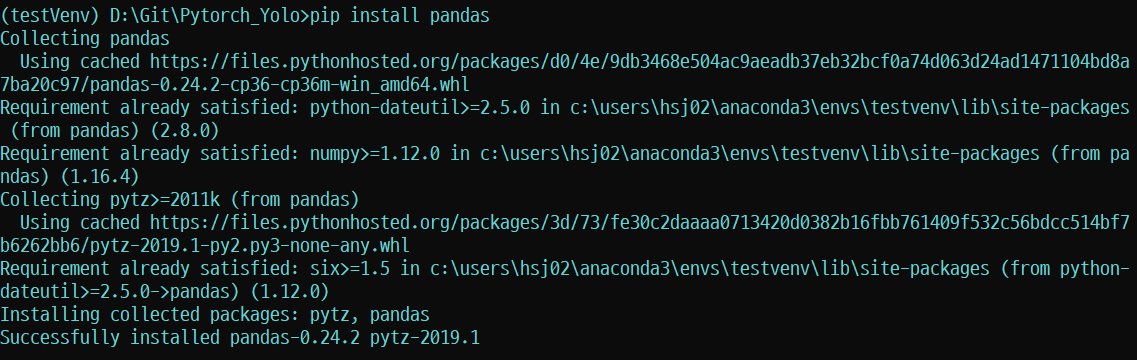 (testVenv) D:\Git\Pytorch_Yolo>pip install pandas
Collecting pandas
  Using cached https://files.pythonhosted.org/packages/d0/4e/9db3468e504ac9aeadb37eb32bcf0a74d063d24ad1471104bd8a
7ba20c97/pandas-0.24.2-cp36-cp36m-win_amd64.whl
Requirement already satisfied: python-dateutil>=2.5.0 in c:\users\hsj02\anaconda3\envs\testvenv\lib\site-packages
 (from pandas) (2.8.0)
Requirement already satisfied: numpy>=1.12.0 in c:\users\hsj02\anaconda3\envs\testvenv\lib\site-packages (from pa
ndas) (1.16.4)
Collecting pytz>=2011k (from pandas)
  Using cached https://files.pythonhosted.org/packages/3d/73/fe30c2daaaa0713420d0382b16fbb761409f532c56bdcc514bf7
b6262bb6/pytz-2019.1-py2.py3-none-any.whl
Requirement already satisfied: six>=1.5 in c:\users\hsj02\anaconda3\envs\testvenv\lib\site-packages (from python-
dateutil>=2.5.0->pandas) (1.12.0)
Installing collected packages: pytz, pandas
Successfully installed pandas-0.24.2 pytz-2019.1